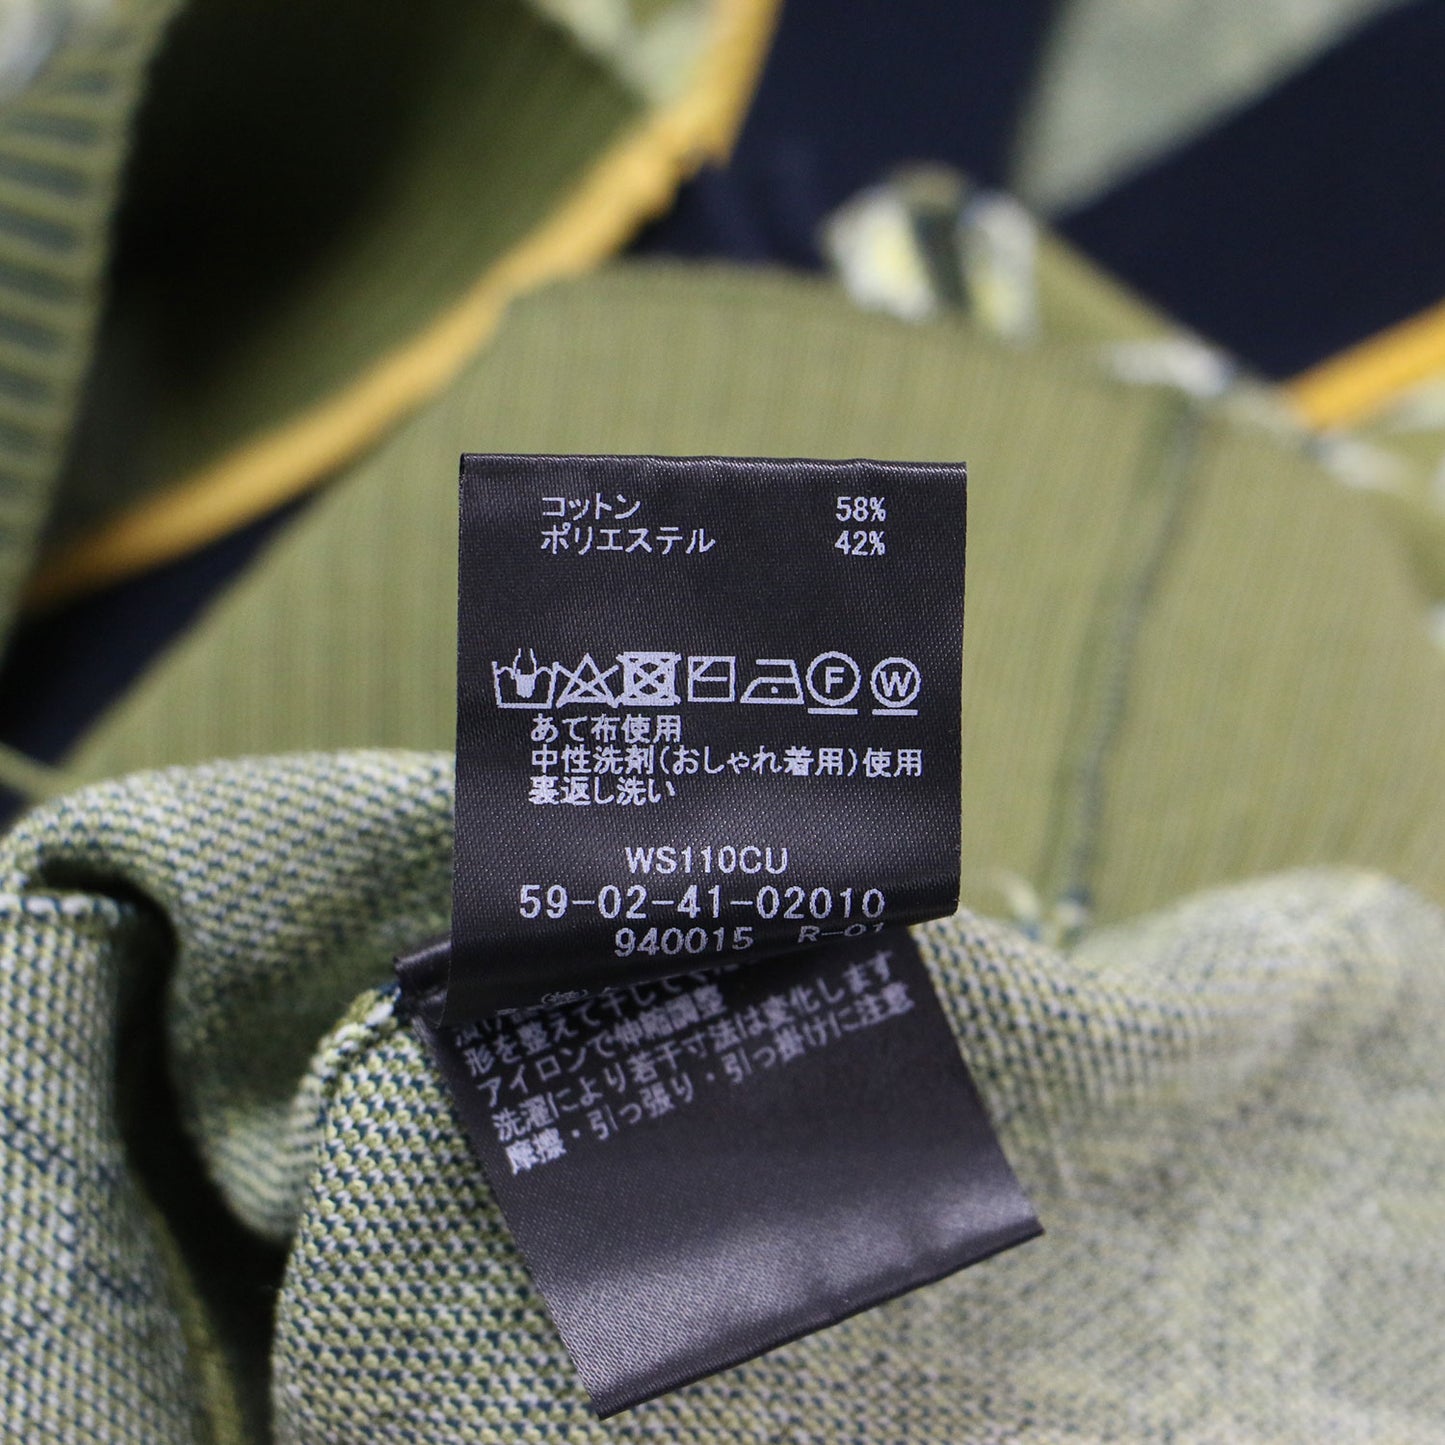 コットン 58%
ポリエステル 42%
F W
あて布使用
中性洗剤(おしゃれ着用)使用
裏返し洗い
WS110CU
59-02-41-02010
940015 R-01
形を整えて干して
アイロンで伸縮調整
洗濯により若干寸法は変化します
摩擦・引っ張り・引っ掛けに注意